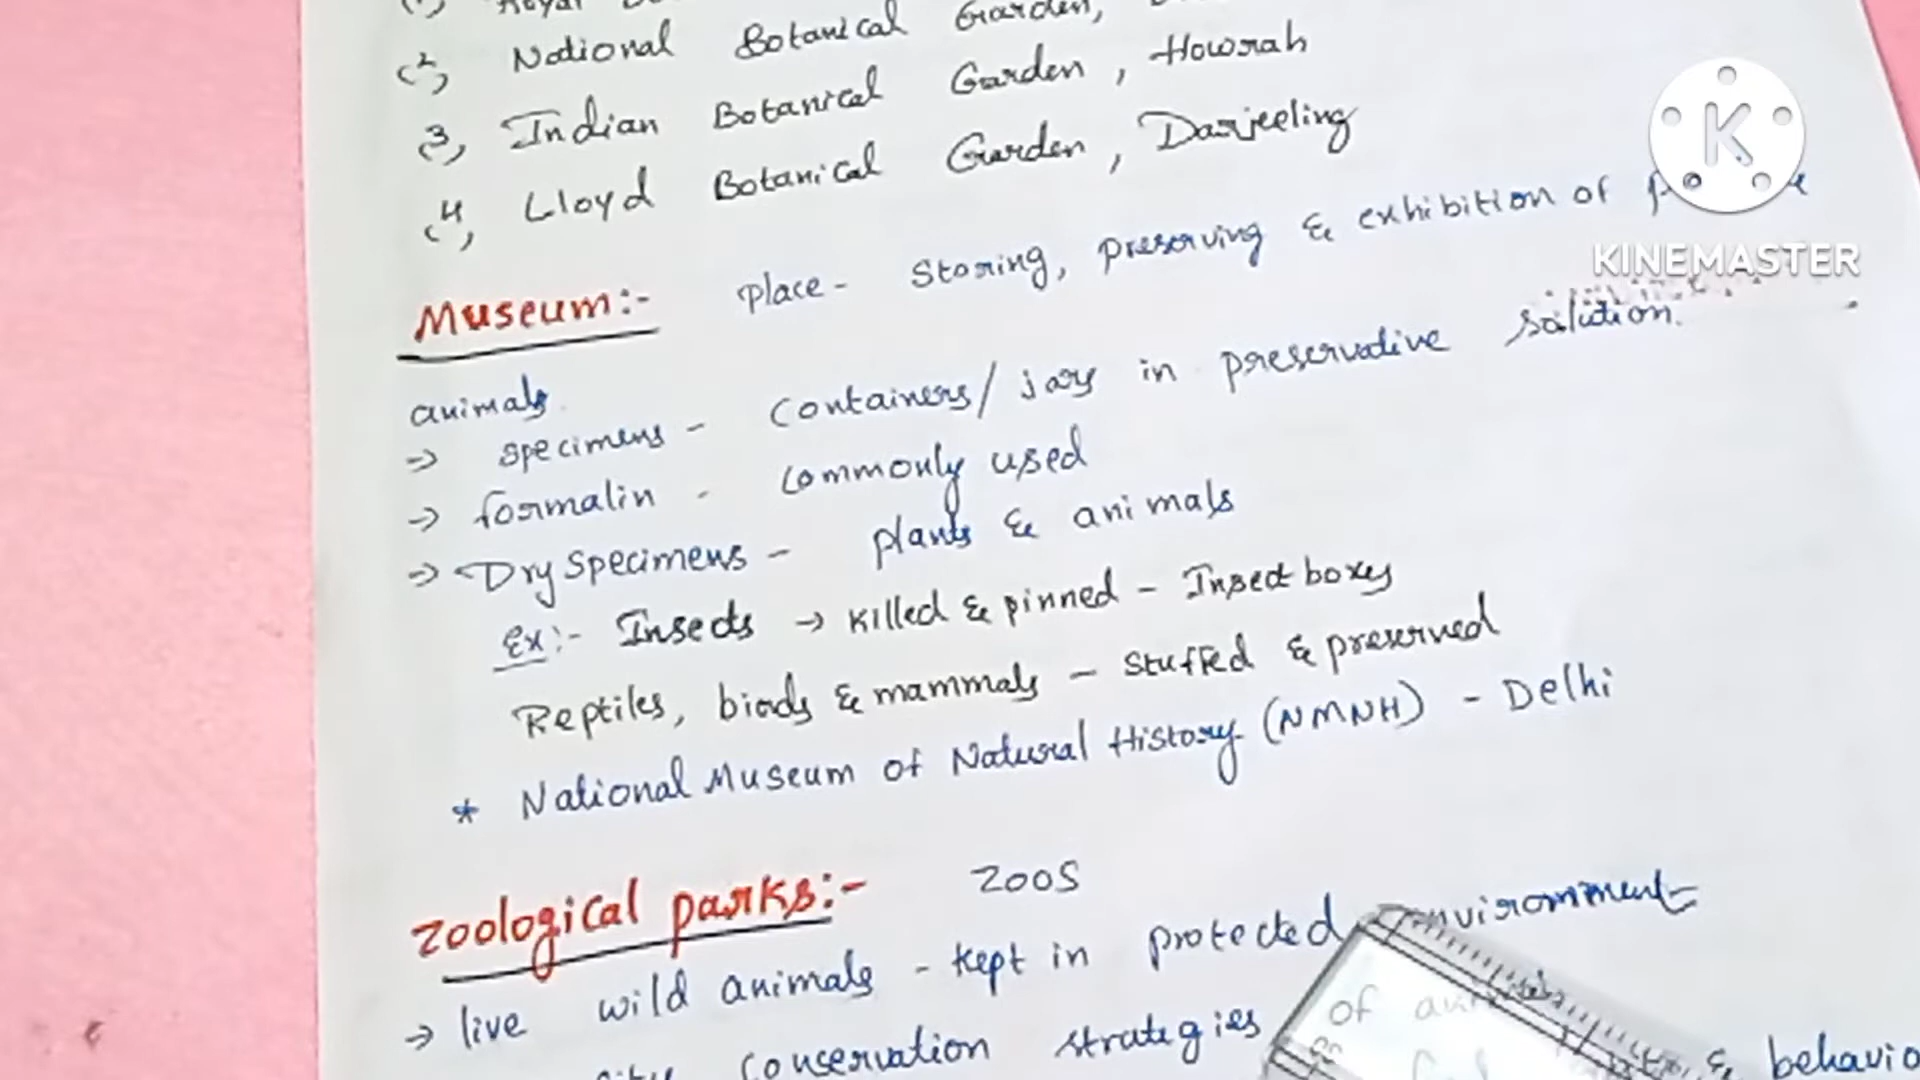 (2) National Botanical Garden,
(3) Indian Botanical Garden, Howrah
(4) Lloyd Botanical Garden, Darjeeling
Museum:- place - storing, preserving & exhibition of
animals
→ specimens - containers/jars in preservative solution.
→ formalin - commonly used
→ Dry specimens - plants & animals
Ex:- Insects → killed & pinned - Insect boxes
Reptiles, birds & mammals - stuffed & preserved
* National Museum of Natural History (NMNH) - Delhi
zoological parks:- zoos
→ live wild animals - kept in protected environment
conservation strategies of & behavio
K
KINEMASTER